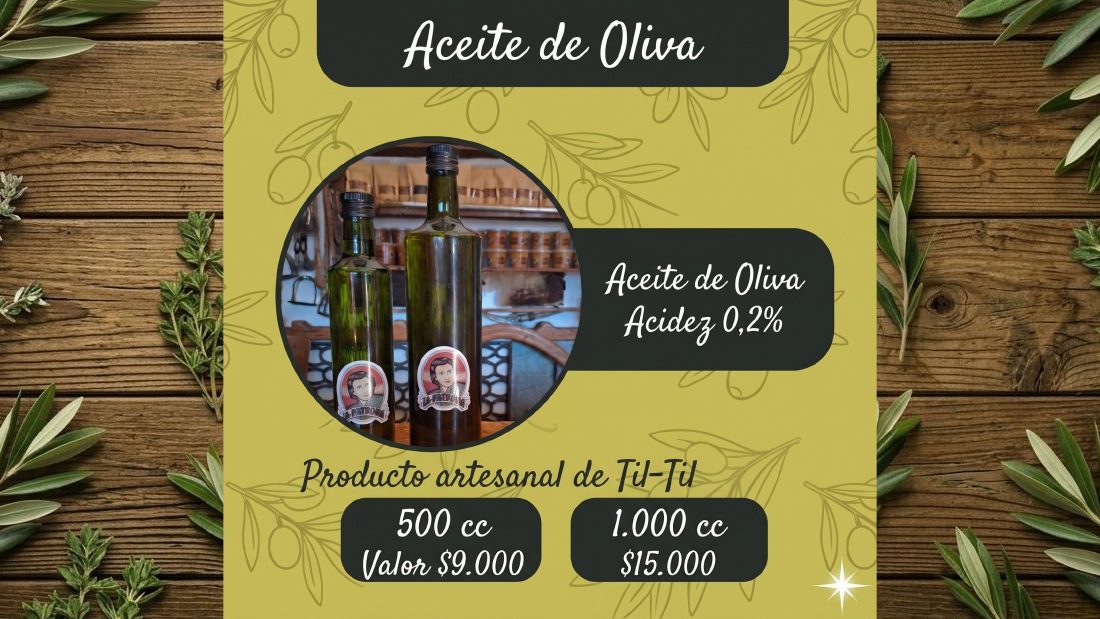 Aceite de Oliva
Aceite de Oliva
Acidez 0,2%
Producto artesanal de Til-Til
500 cc
Valor $9.000
1.000 cc
$15.000